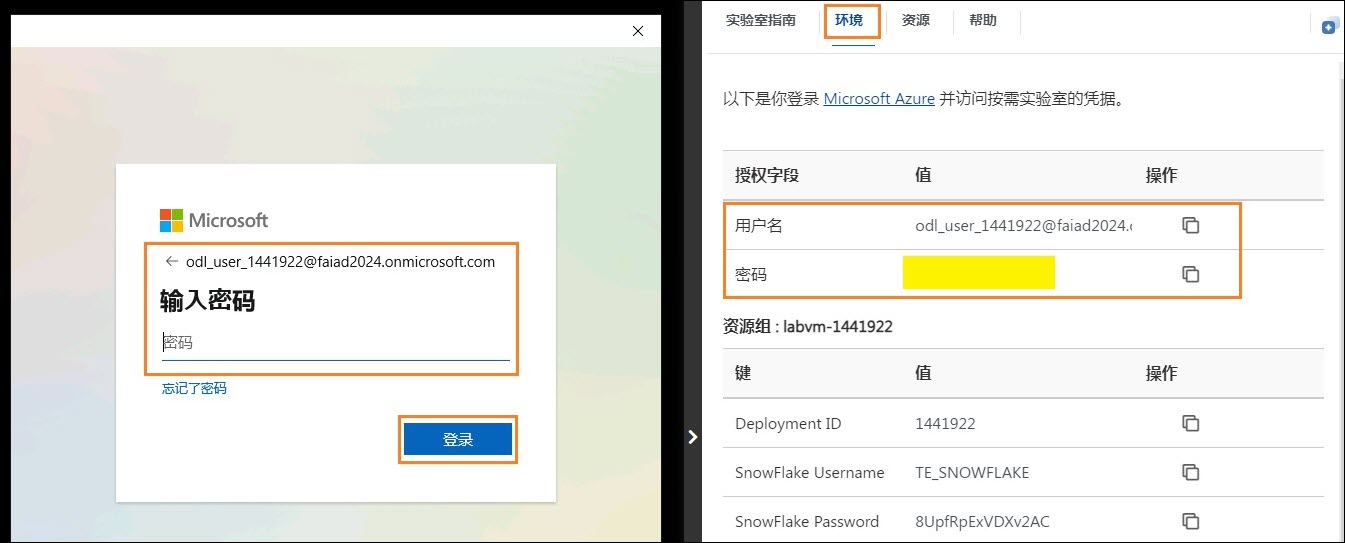 Microsoft
odl_user_1441922@faiad2024.onmicrosoft.com
输入密码
密码
忘记了密码
登录
实验室指南 环境 资源 帮助
以下是你登录 Microsoft Azure 并访问按需实验室的凭据。
授权字段 值 操作
用户名 odl_user_1441922@faiad2024.
密码
资源组 : labvm-1441922
键 值 操作
Deployment ID 1441922
SnowFlake Username TE_SNOWFLAKE
SnowFlake Password 8UpfRpExVDXv2AC